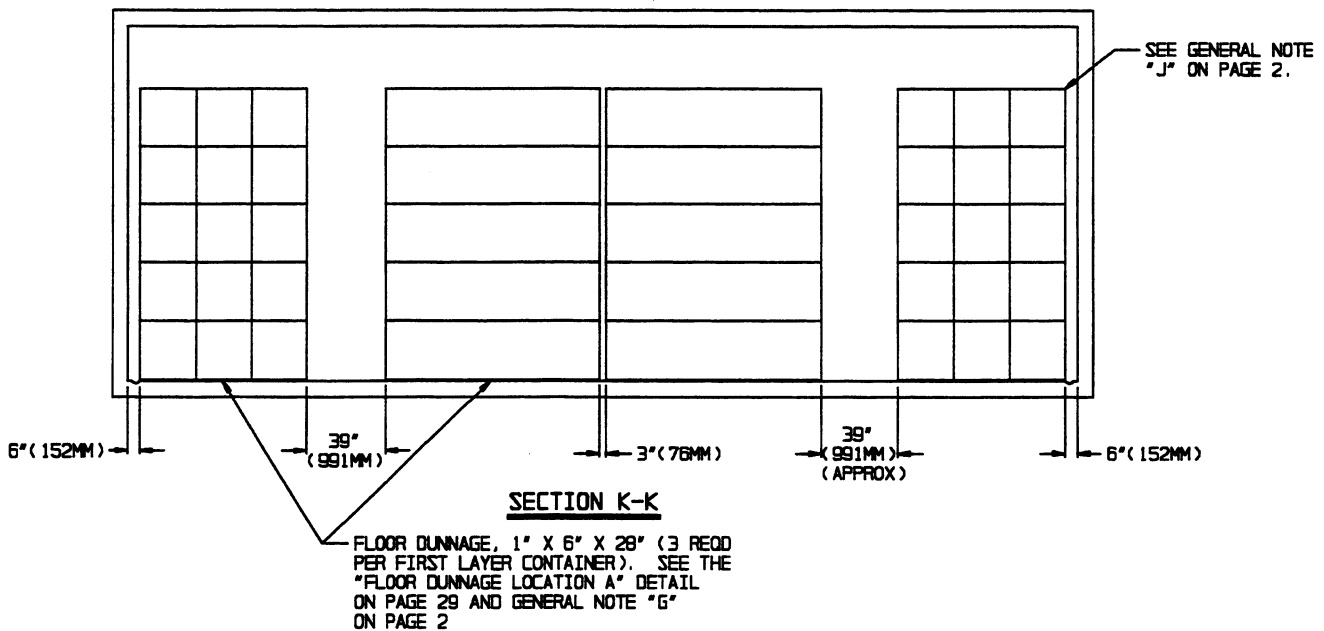 SEE GENERAL NOTE
"J" ON PAGE 2.
6"(152MM)
39"
(991MM)
3"(76MM)
39"
(991MM)
(APPROX)
6"(152MM)
SECTION K-K
FLOOR DUNNAGE, 1" X 6" X 28" (3 REQD
PER FIRST LAYER CONTAINER). SEE THE
"FLOOR DUNNAGE LOCATION A" DETAIL
ON PAGE 29 AND GENERAL NOTE "G"
ON PAGE 2